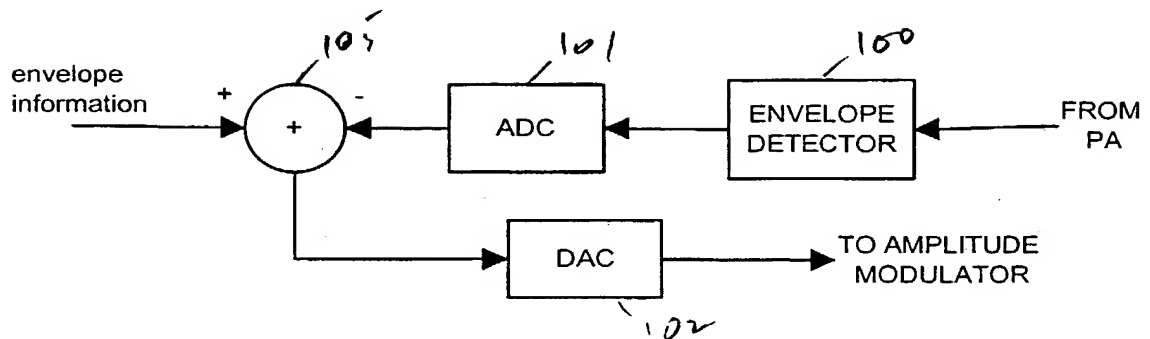 105
101
100
envelope
information
+
-
+
ADC
ENVELOPE
DETECTOR
FROM
PA
DAC
TO AMPLITUDE
MODULATOR
102